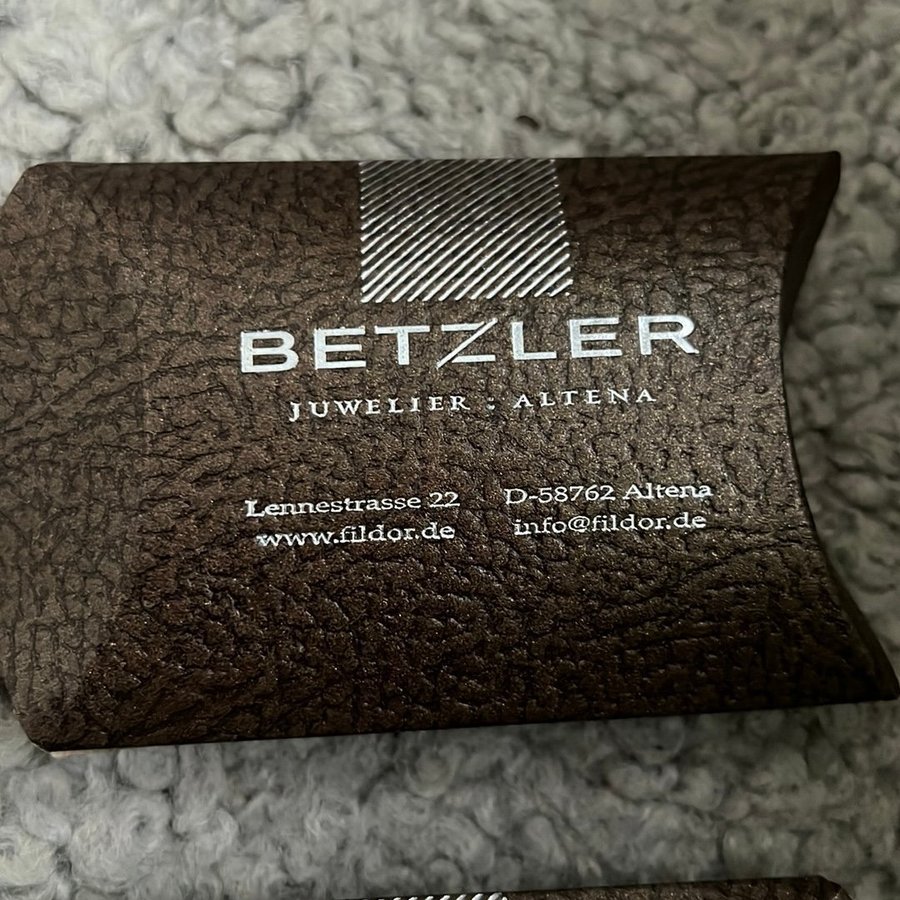 BETZLER
JUWELIER : ALTENA
Lennestrasse 22 D-58762 Altena
www.fildor.de info@fildor.de